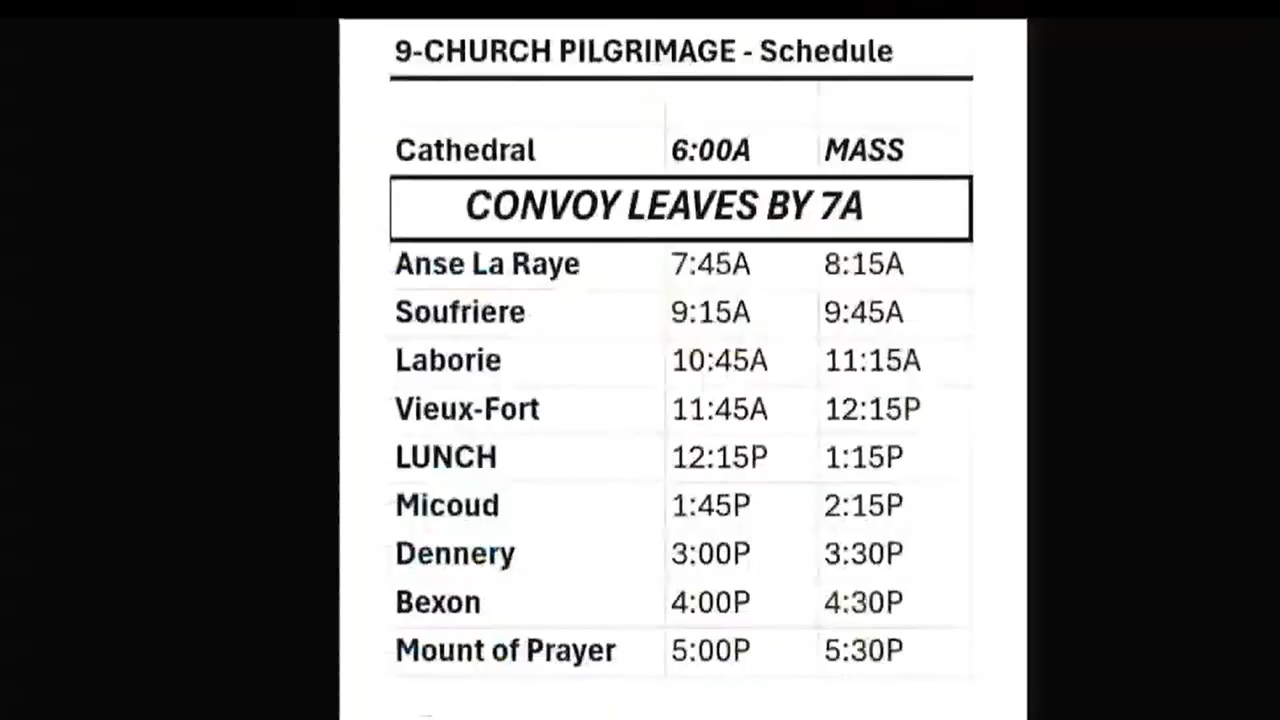 9-CHURCH PILGRIMAGE - Schedule
Cathedral 6:00A MASS
CONVOY LEAVES BY 7A
Anse La Raye 7:45A 8:15A
Soufriere 9:15A 9:45A
Laborie 10:45A 11:15A
Vieux-Fort 11:45A 12:15P
LUNCH 12:15P 1:15P
Micoud 1:45P 2:15P
Dennery 3:00P 3:30P
Bexon 4:00P 4:30P
Mount of Prayer 5:00P 5:30P